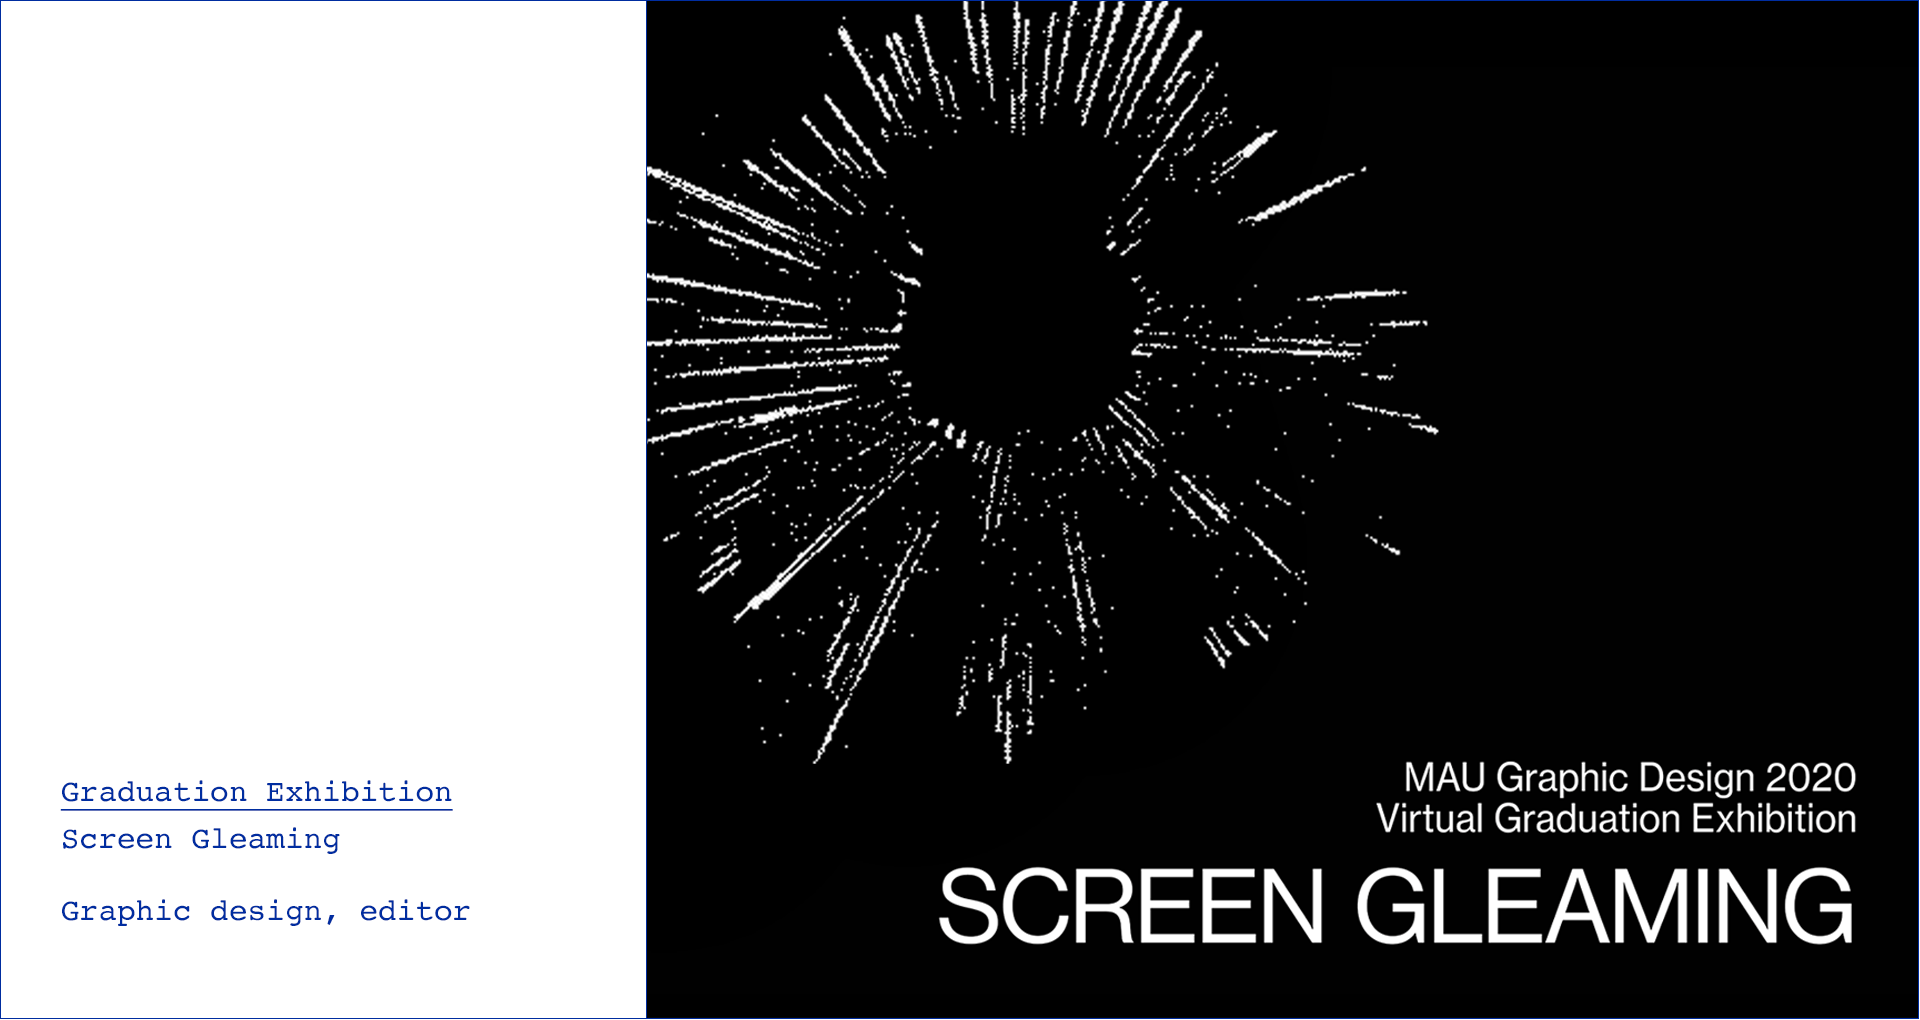 Graduation Exhibition
Screen Gleaming
Graphic design, editor
MAU Graphic Design 2020
Virtual Graduation Exhibition
SCREEN GLEAMING